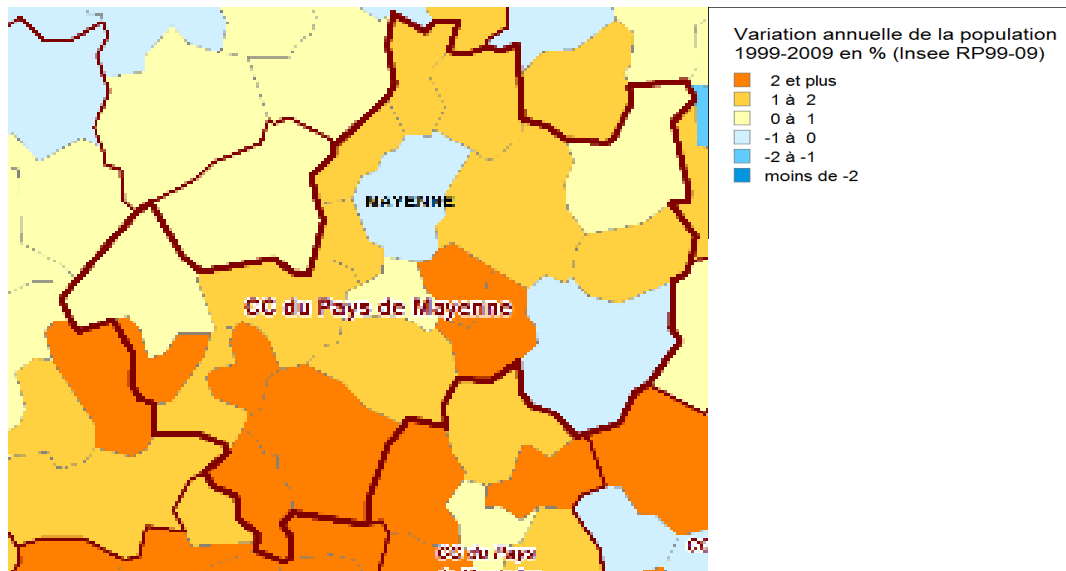 Variation annuelle de la population
1999-2009 en % (Insee RP99-09)
2 et plus
1 à 2
0 à 1
-1 à 0
-2 à -1
moins de -2
MAYENNE
CC du Pays de Mayenne
CC du Pays
CC